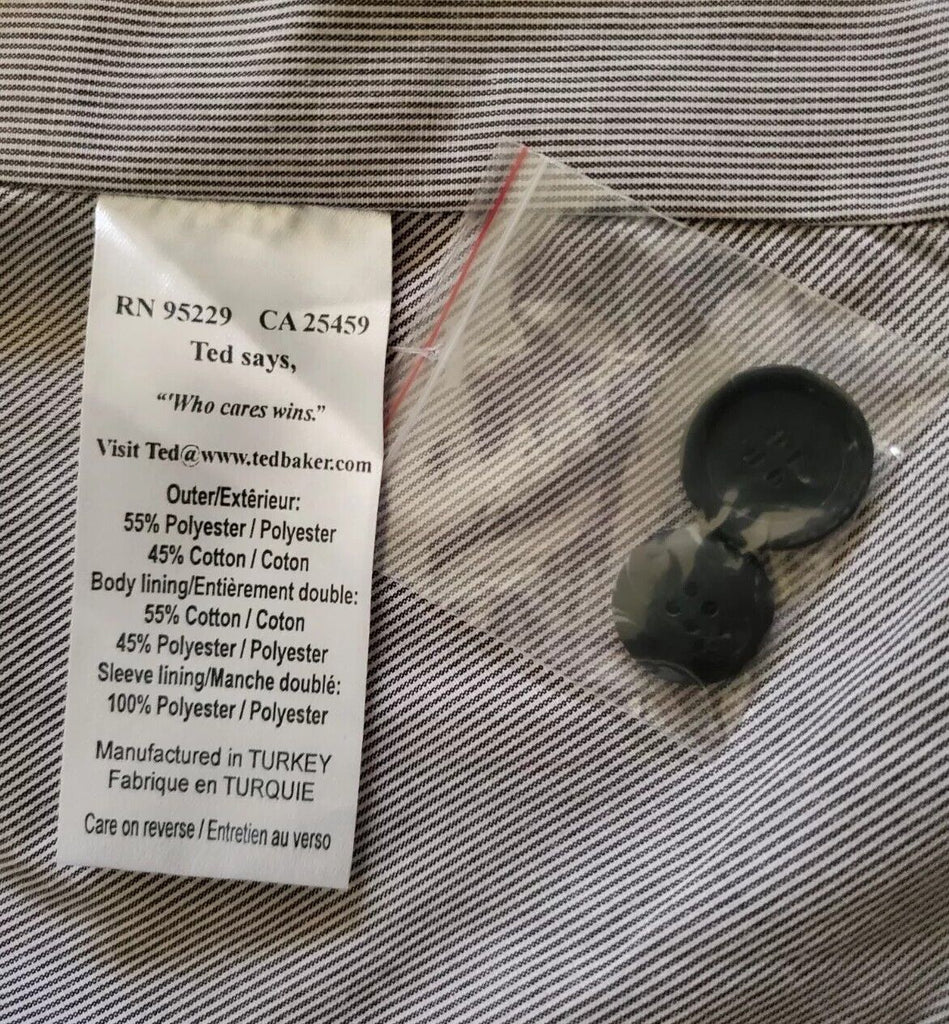 RN 95229 CA 25459
Ted says,
“'Who cares wins.”
Visit Ted@www.tedbaker.com
Outer/Extêrieur:
55% Polyester / Polyester
45% Cotton / Coton
Body lining/Entièrement double:
55% Cotton / Coton
45% Polyester / Polyester
Sleeve lining/Manche doublé:
100% Polyester / Polyester
Manufactured in TURKEY
Fabrique en TURQUIE
Care on reverse / Entretien au verso